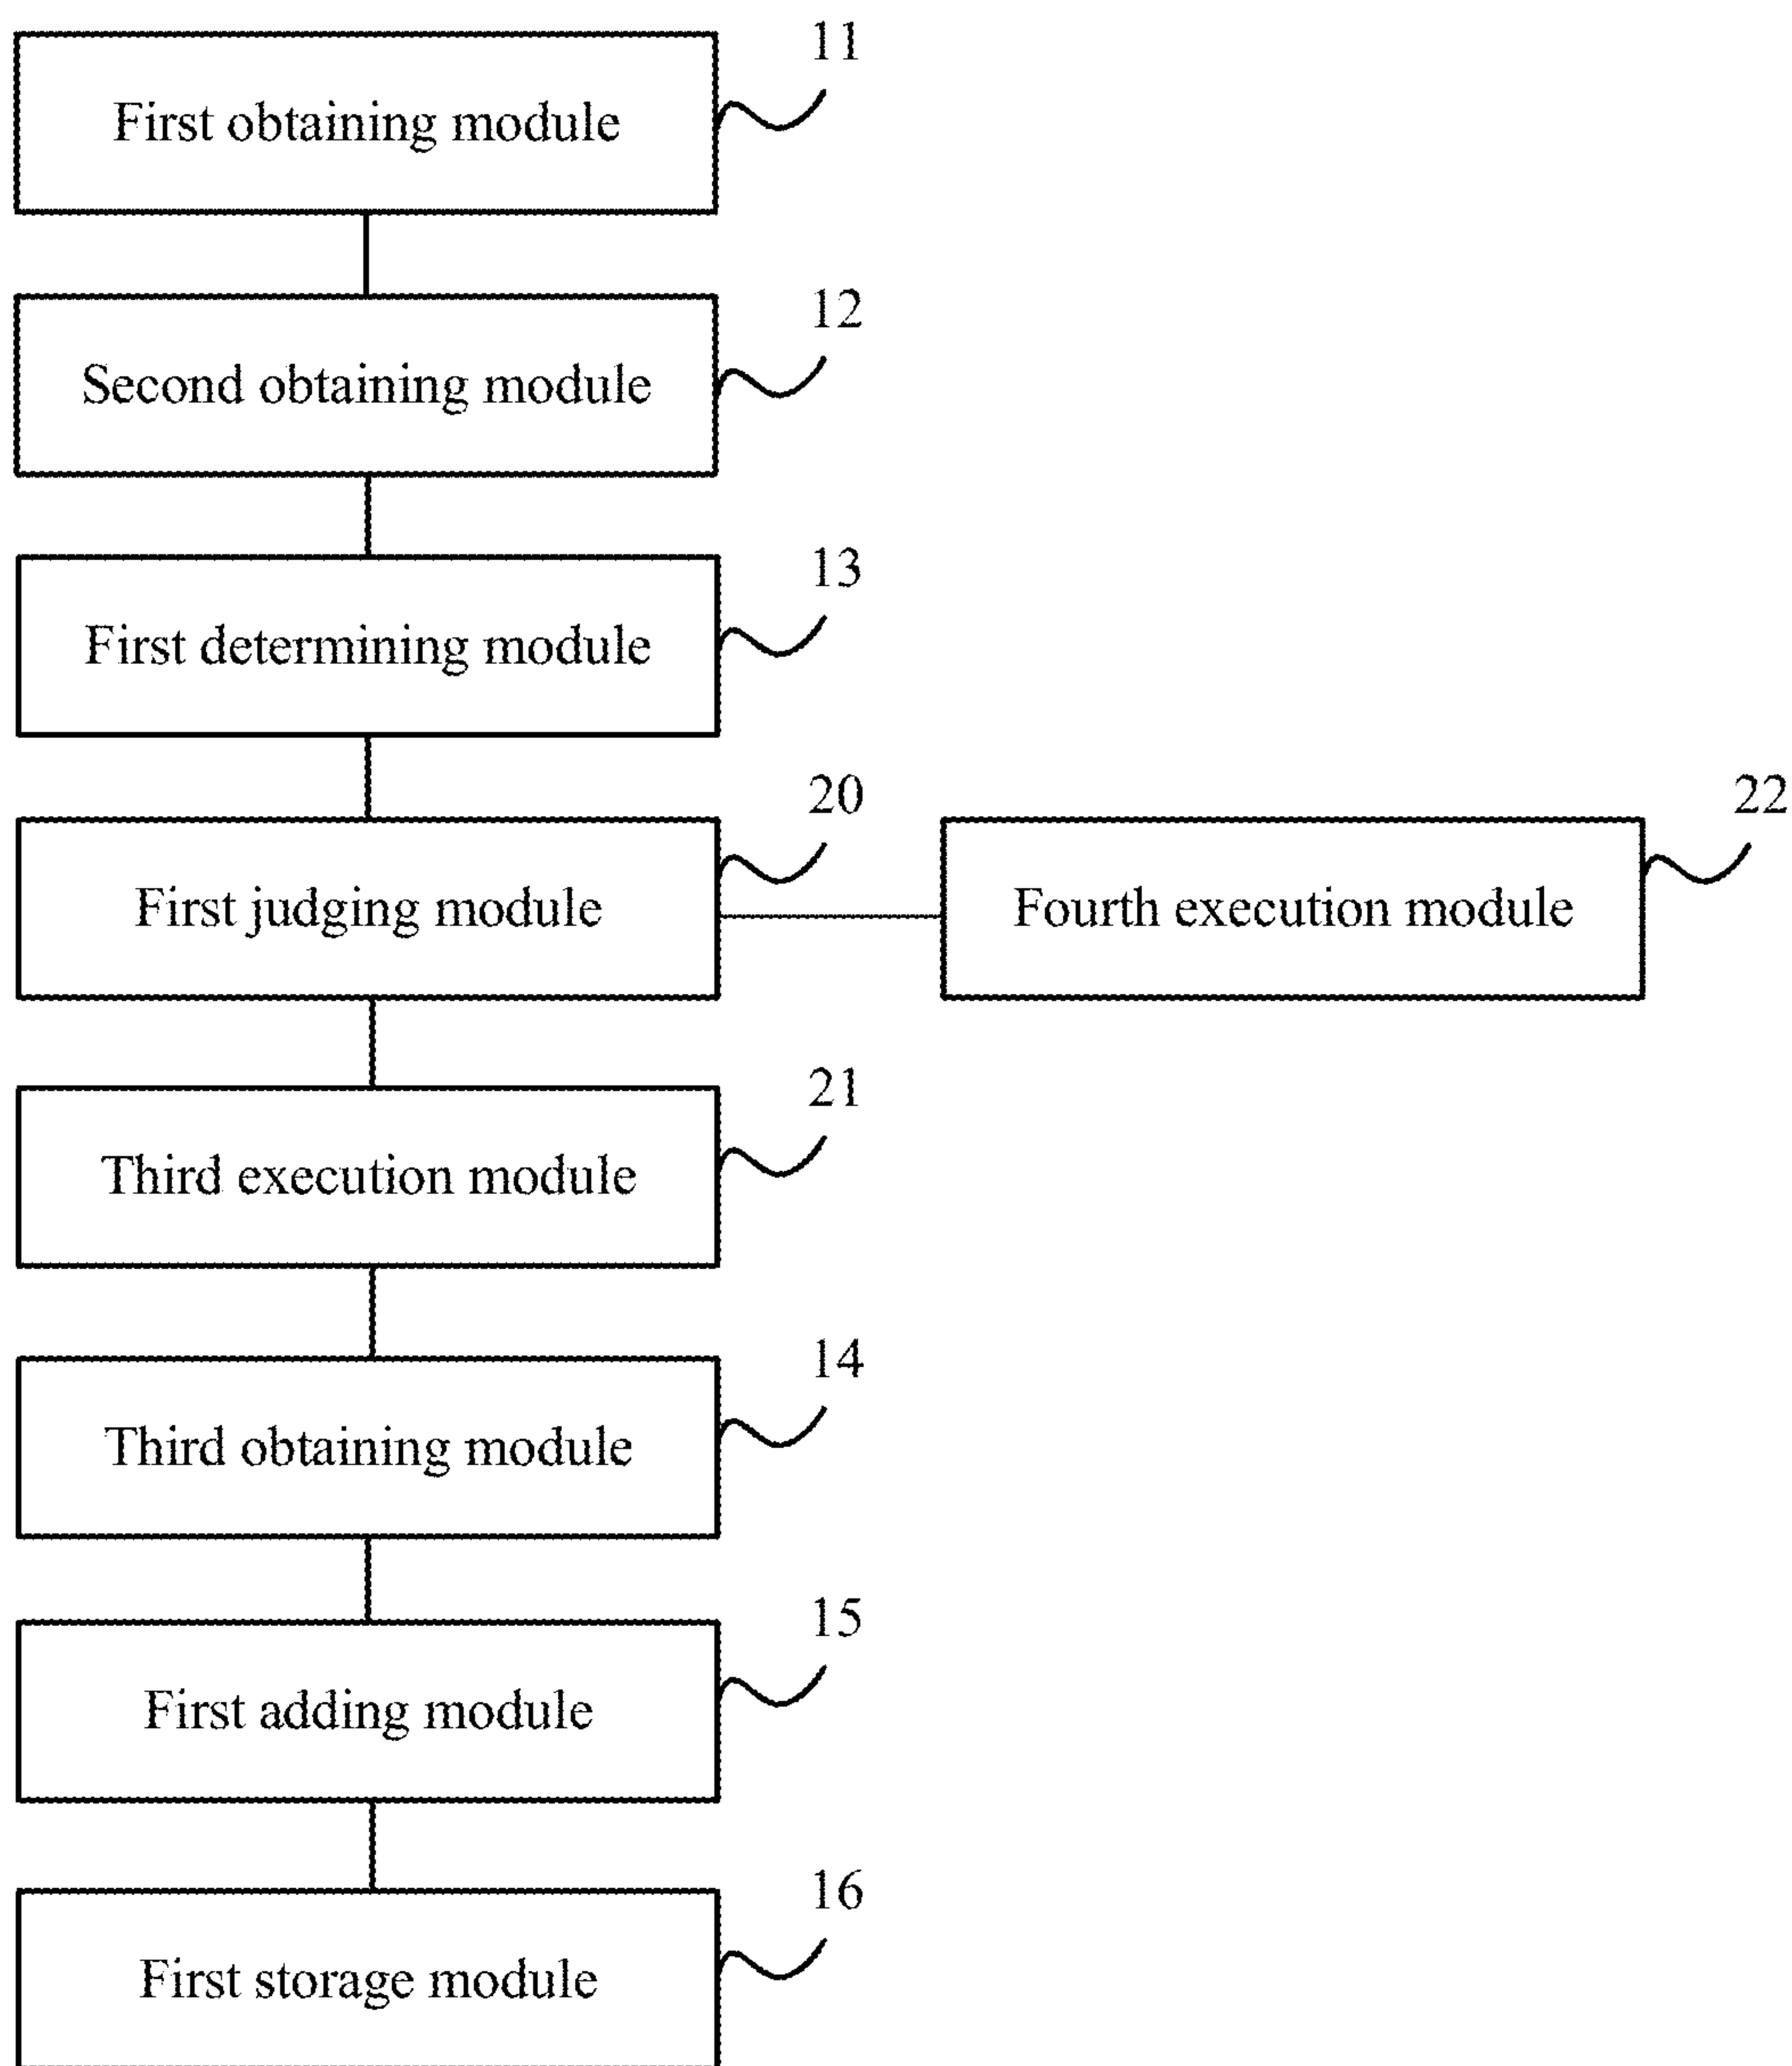 11
First obtaining module
12
Second obtaining module
13
First determining module
20
22
First judging module
Fourth execution module
21
Third execution module
14
Third obtaining module
15
First adding module
16
First storage module